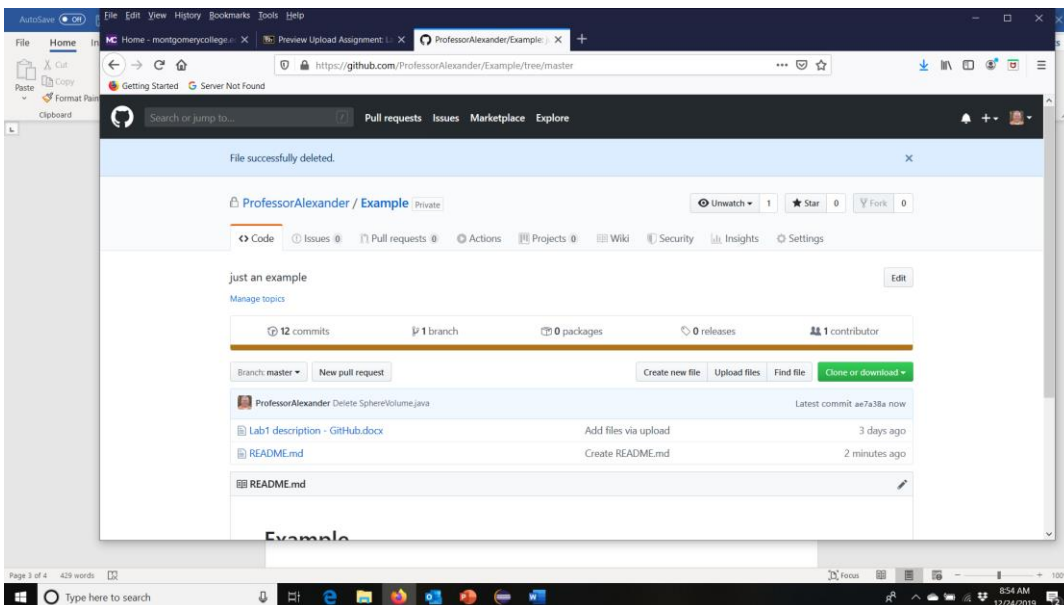 AutoSave Off File Edit View History Bookmarks Tools Help
MC Home - montgomerycollege.e Preview Upload Assignment: L ProfessorAlexander/Example: j
File Home In
https://github.com/ProfessorAlexander/Example/tree/master
Cut
Copy
Paste
Format Pain
Clipboard
Getting Started G Server Not Found
Search or jump to... / Pull requests Issues Marketplace Explore
File successfully deleted.
ProfessorAlexander / Example Private Unwatch 1 Star 0 Fork 0
Code Issues 0 Pull requests 0 Actions Projects 0 Wiki Security Insights Settings
just an example Edit
Manage topics
12 commits 1 branch 0 packages 0 releases 1 contributor
Branch: master New pull request Create new file Upload files Find file Clone or download
ProfessorAlexander Delete SphereVolume.java Latest commit ae7a38a now
Lab1 description - GitHub.docx Add files via upload 3 days ago
README.md Create README.md 2 minutes ago
README.md
Example
Page 3 of 4 429 words Focus 100
Type here to search 8:54 AM
12/24/2019